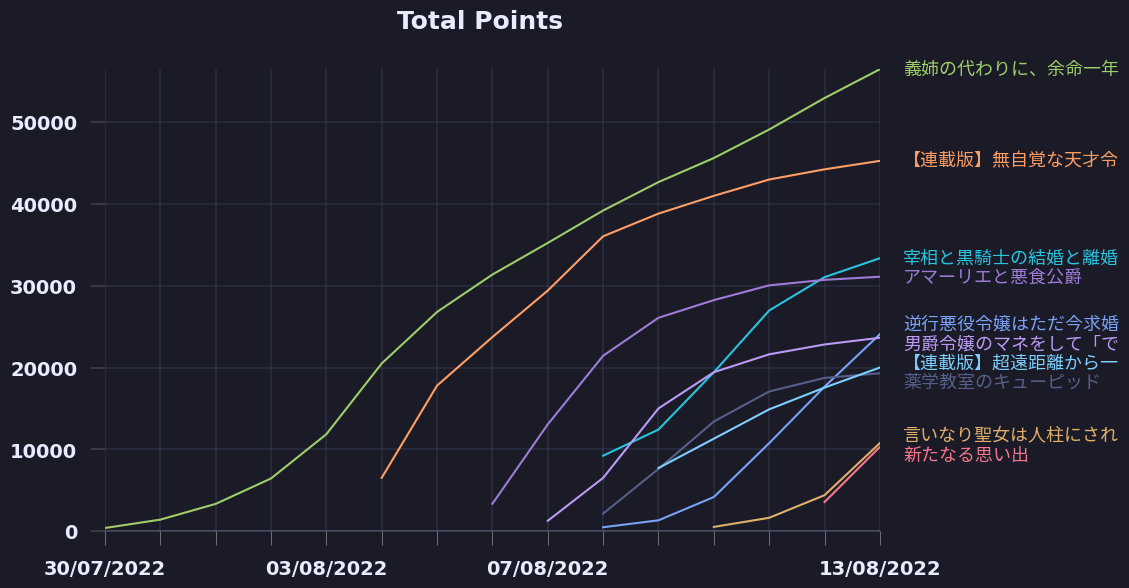 Total Points
義姉の代わりに、余命一年
50000
【連載版】無自覚な天才令
40000
宰相と黒騎士の結婚と離婚
アマーリエと悪食公爵
30000
逆行悪役令嬢はただ今求婚
男爵令嬢のマネをして「で
【連載版】超遠距離から一
20000
薬学教室のキューピッド
言いなり聖女は人柱にされ
10000
新たなる思い出
0
30/07/2022
03/08/2022
07/08/2022
13/08/2022